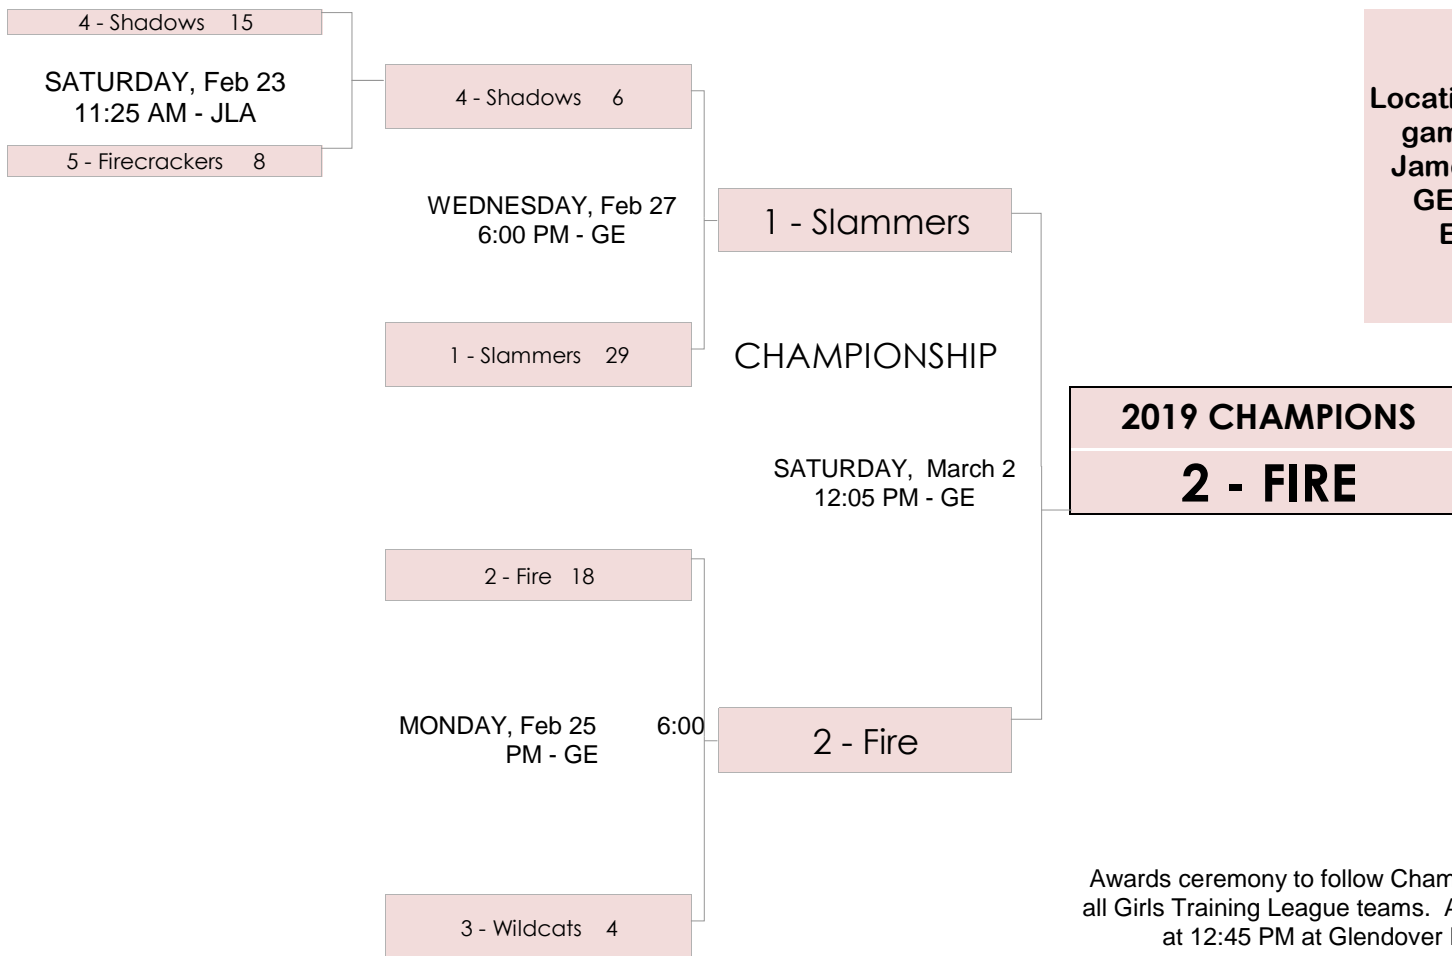 4 - Shadows 15
SATURDAY, Feb 23
11:25 AM - JLA
5 - Firecrackers 8
4 - Shadows 6
WEDNESDAY, Feb 27
6:00 PM - GE
1 - Slammers 29
1 - Slammers
CHAMPIONSHIP
SATURDAY, March 2
12:05 PM - GE
2019 CHAMPIONS
2 - FIRE
2 - Fire 18
MONDAY, Feb 25 6:00
PM - GE
3 - Wildcats 4
2 - Fire
GE
Awards ceremony to follow
all Girls Training League teams.
at 12:45 PM at Glendover